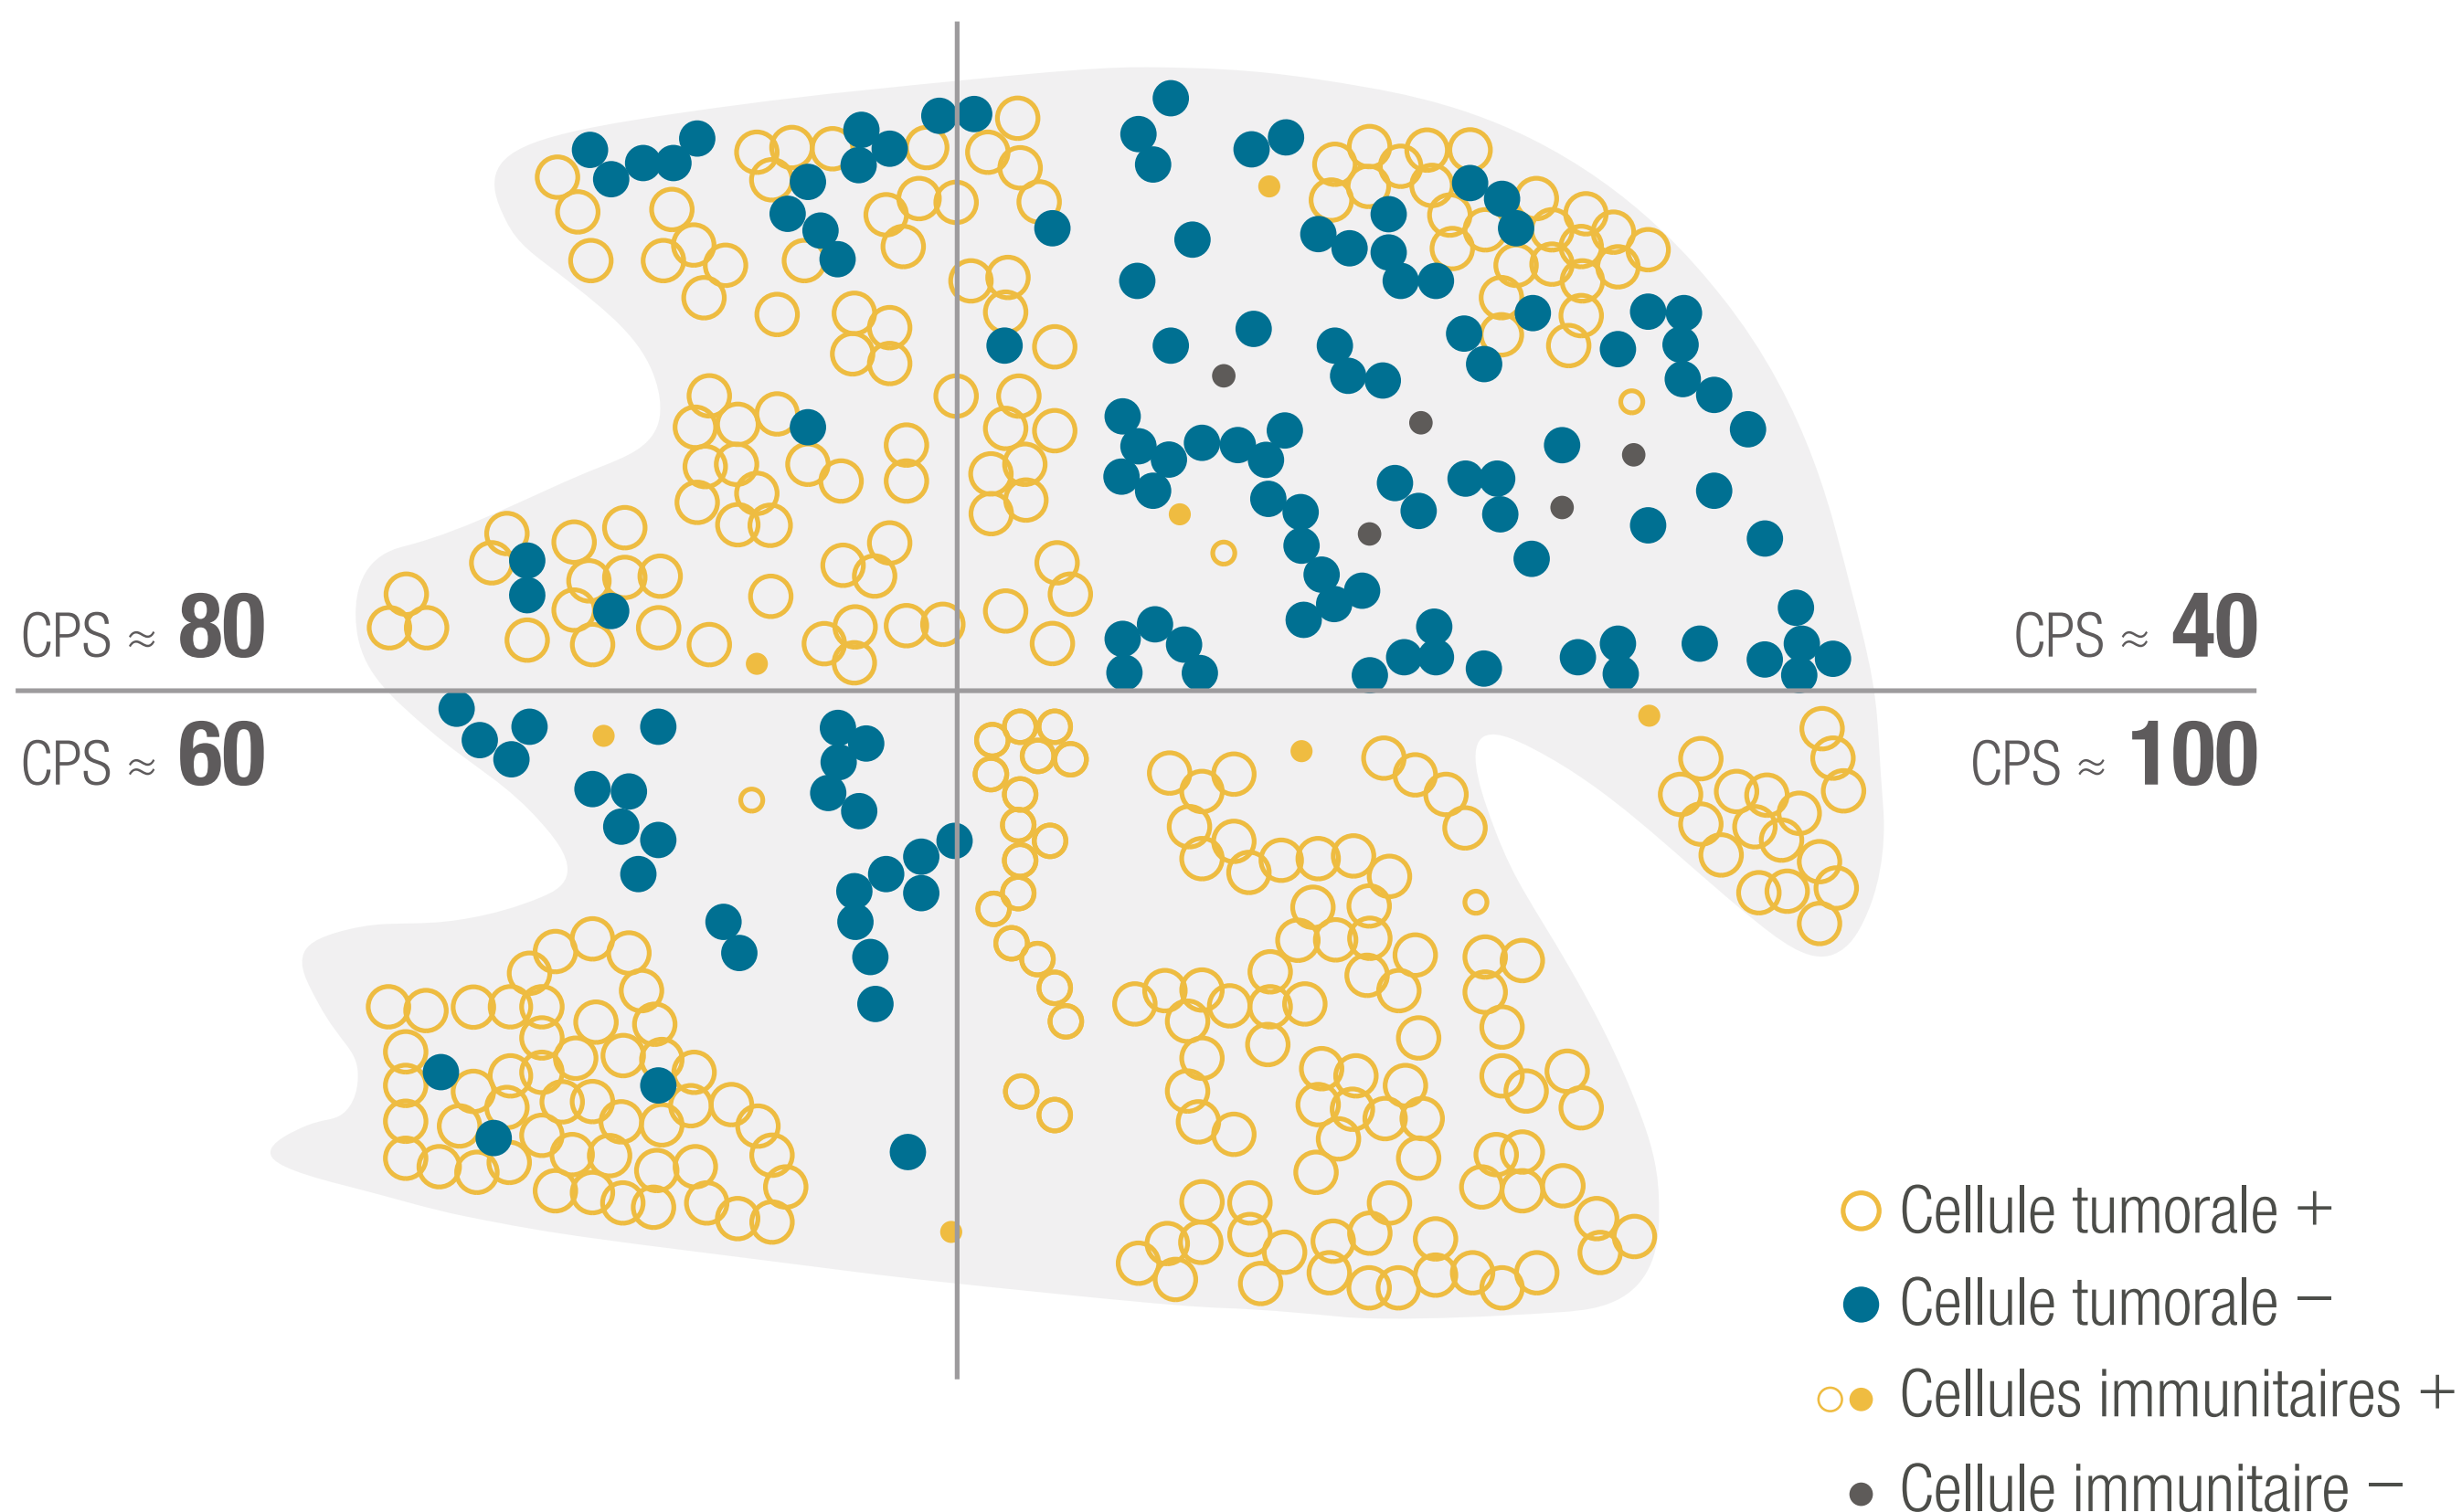 CPS ≈ 80
CPS ≈ 40
CPS ≈ 60
CPS ≈ 100
Cellule tumorale +
Cellule tumorale −
Cellules immunitaires +
Cellule immunitaire −